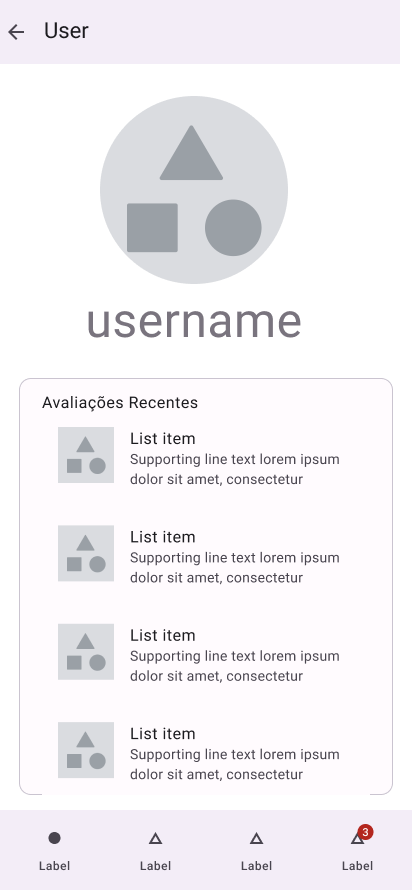 User
username
Avaliações Recentes
List item
Supporting line text lorem ipsum
dolor sit amet, consectetur
List item
Supporting line text lorem ipsum
dolor sit amet, consectetur
List item
Supporting line text lorem ipsum
dolor sit amet, consectetur
List item
Supporting line text lorem ipsum
dolor sit amet, consectetur
3
Label Label Label Label